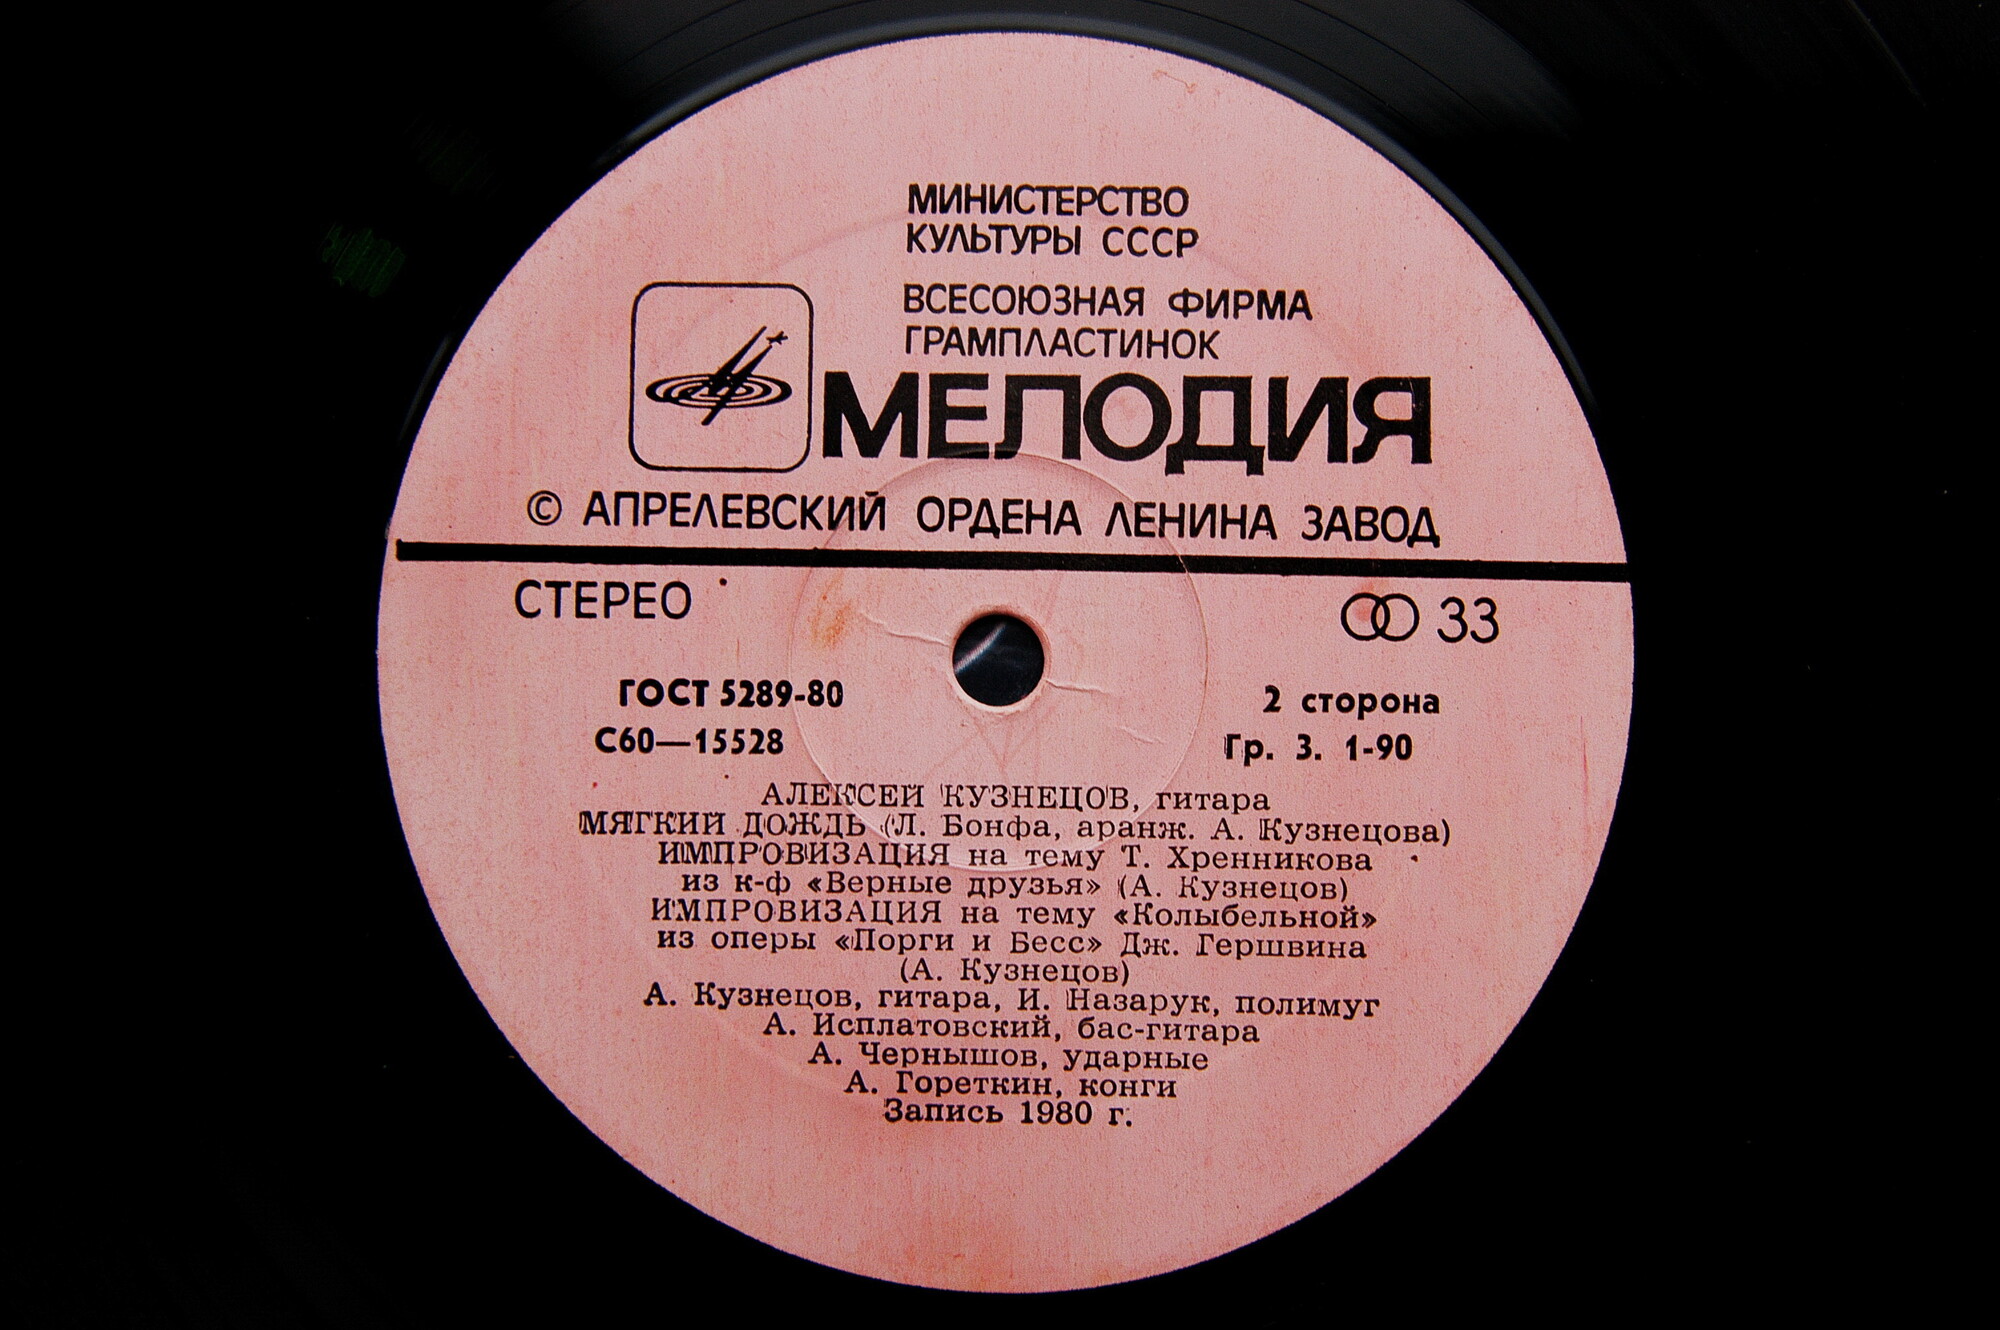 МИНИСТЕРСТВО
КУЛЬТУРЫ СССР
ВСЕСОЮЗНАЯ ФИРМА
ГРАМПЛАСТИНОК
МЕЛОДИЯ
© АПРЕЛЕВСКИЙ ОРДЕНА ЛЕНИНА ЗАВОД
СТЕРЕО 33
ГОСТ 5289-80 2 сторона
С60—15528 Гр. 3. 1-90
АЛЕКСЕЙ КУЗНЕЦОВ, гитара
МЯГКИЙ ДОЖДЬ (Л. Бонфа, аранж. А. Кузнецова)
ИМПРОВИЗАЦИЯ на тему Т. Хренникова
из к-ф «Верные друзья» (А. Кузнецов)
ИМПРОВИЗАЦИЯ на тему «Колыбельной»
из оперы «Порги и Бесс» Дж. Гершвина
(А. Кузнецов)
А. Кузнецов, гитара, И. Назарук, полимуг
А. Исплатовский, бас-гитара
А. Чернышов, ударные
А. Гореткин, конги
Запись 1980 г.